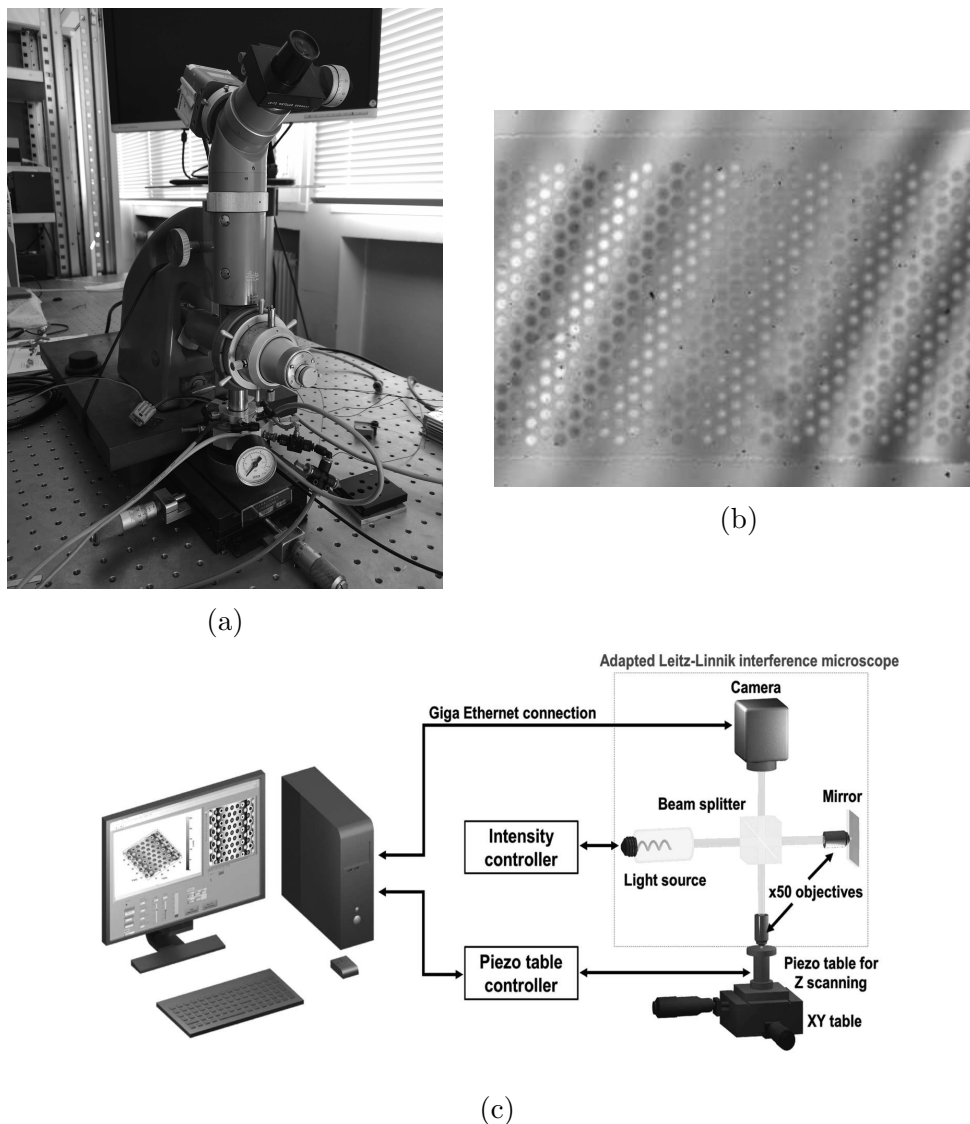 (a)
(b)
Adapted Leitz-Linnik interference microscope
Camera
Giga Ethernet connection
Beam splitter
Mirror
Intensity
controller
Light source
x50 objectives
Piezo table
controller
Piezo table for
Z scanning
XY table
(c)